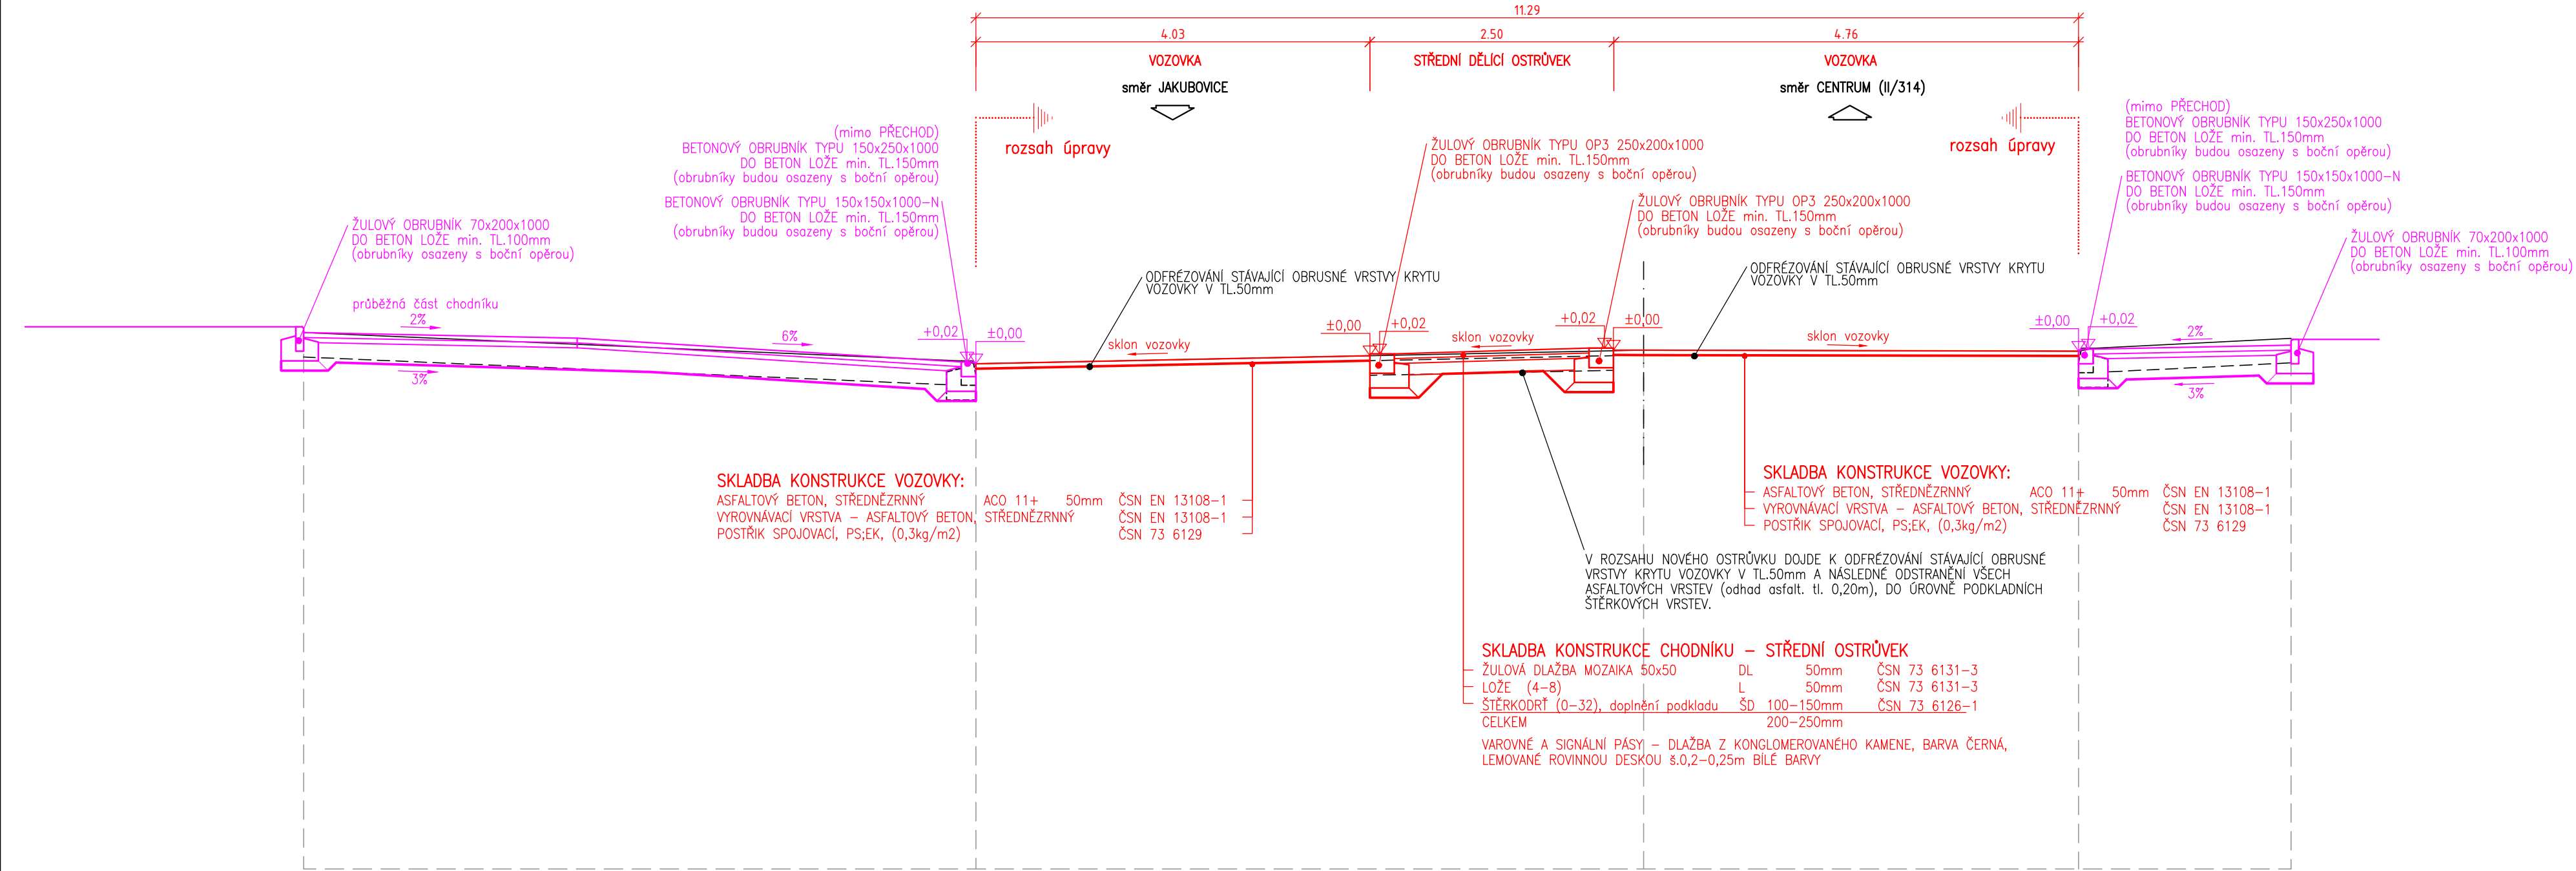 11.29
4.03
2.50
4.76
VOZOVKA
STŘEDNÍ DĚLÍCÍ OSTRŮVEK
VOZOVKA
směr JAKUBOVICE
směr CENTRUM (II/314)
rozsah úpravy
rozsah úpravy
(mimo PŘECHOD)
BETONOVÝ OBRUBNÍK TYPU 150x250x1000
DO BETON LOŽE min. TL.150mm
(obrubníky budou osazeny s boční opěrou)
BETONOVÝ OBRUBNÍK TYPU 150x150x1000-N
DO BETON LOŽE min. TL.150mm
(obrubníky budou osazeny s boční opěrou)
ŽULOVÝ OBRUBNÍK 70x200x1000
DO BETON LOŽE min. TL.100mm
(obrubníky osazeny s boční opěrou)
ŽULOVÝ OBRUBNÍK TYPU OP3 250x200x1000
DO BETON LOŽE min. TL.150mm
(obrubníky budou osazeny s boční opěrou)
ŽULOVÝ OBRUBNÍK TYPU OP3 250x200x1000
DO BETON LOŽE min. TL.150mm
(obrubníky budou osazeny s boční opěrou)
(mimo PŘECHOD)
BETONOVÝ OBRUBNÍK TYPU 150x250x1000
DO BETON LOŽE min. TL.150mm
(obrubníky budou osazeny s boční opěrou)
BETONOVÝ OBRUBNÍK TYPU 150x150x1000-N
DO BETON LOŽE min. TL.150mm
(obrubníky budou osazeny s boční opěrou)
ŽULOVÝ OBRUBNÍK 70x200x1000
DO BETON LOŽE min. TL.100mm
(obrubníky osazeny s boční opěrou)
ODFRÉZOVÁNÍ STÁVAJÍCÍ OBRUSNÉ VRSTVY KRYTU
VOZOVKY V TL.50mm
ODFRÉZOVÁNÍ STÁVAJÍCÍ OBRUSNÉ VRSTVY KRYTU
VOZOVKY V TL.50mm
průběžná část chodníku
2%
6%
3%
+0,02
±0,00
sklon vozovky
±0,00
+0,02
sklon vozovky
+0,02
±0,00
sklon vozovky
±0,00
+0,02
2%
3%
SKLADBA KONSTRUKCE VOZOVKY:
ASFALTOVÝ BETON, STŘEDNĚZRNNÝ ACO 11+ 50mm ČSN EN 13108-1
VYROVNÁVACÍ VRSTVA - ASFALTOVÝ BETON, STŘEDNĚZRNNÝ ČSN EN 13108-1
POSTŘIK SPOJOVACÍ, PS;EK, (0,3kg/m2) ČSN 73 6129
SKLADBA KONSTRUKCE VOZOVKY:
ASFALTOVÝ BETON, STŘEDNĚZRNNÝ ACO 11+ 50mm ČSN EN 13108-1
VYROVNÁVACÍ VRSTVA - ASFALTOVÝ BETON, STŘEDNĚZRNNÝ ČSN EN 13108-1
POSTŘIK SPOJOVACÍ, PS;EK, (0,3kg/m2) ČSN 73 6129
V ROZSAHU NOVÉHO OSTRŮVKU DOJDE K ODFRÉZOVÁNÍ STÁVAJÍCÍ OBRUSNÉ
VRSTVY KRYTU VOZOVKY V TL.50mm A NÁSLEDNÉ ODSTRANĚNÍ VŠECH
ASFALTOVÝCH VRSTEV (odhad asfalt. tl. 0,20m), DO ÚROVNĚ PODKLADNÍCH
ŠTĚRKOVÝCH VRSTEV.
SKLADBA KONSTRUKCE CHODNÍKU - STŘEDNÍ OSTRŮVEK
ŽULOVÁ DLAŽBA MOZAIKA 50x50 DL 50mm ČSN 73 6131-3
LOŽE (4-8) L 50mm ČSN 73 6131-3
ŠTĚRKODRŤ (0-32), doplnění podkladu ŠD 100-150mm ČSN 73 6126-1
CELKEM 200-250mm
VAROVNÉ A SIGNÁLNÍ PÁSY - DLAŽBA Z KONGLOMEROVANÉHO KAMENE, BARVA ČERNÁ,
LEMOVANÉ ROVINNOU DESKOU š.0,2-0,25m BÍLÉ BARVY